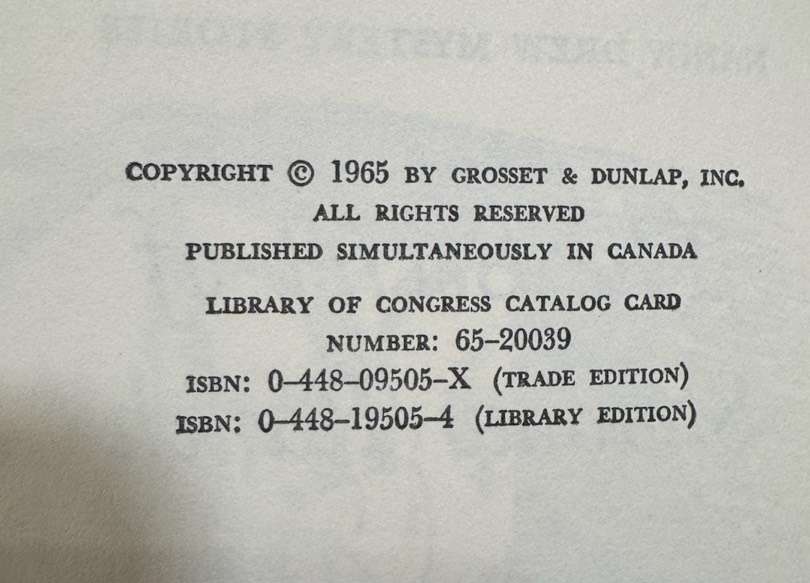 COPYRIGHT © 1965 BY GROSSET & DUNLAP, INC.
ALL RIGHTS RESERVED
PUBLISHED SIMULTANEOUSLY IN CANADA
LIBRARY OF CONGRESS CATALOG CARD
NUMBER: 65–20039
ISBN: 0–448–09505–X (TRADE EDITION)
ISBN: 0–448–19505–4 (LIBRARY EDITION)